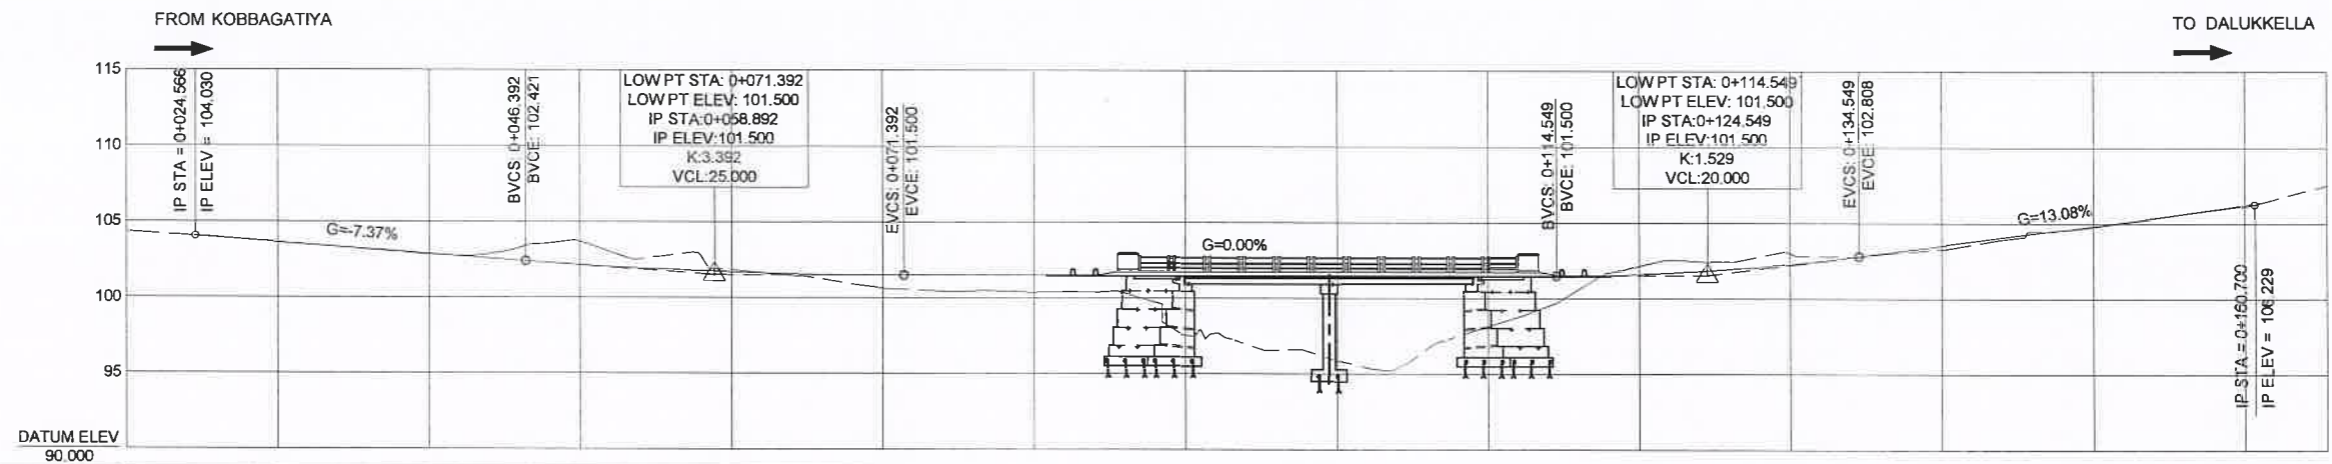 FROM KOBBAGATIYA
TO DALUKKELLA
115
110
105
100
95
DATUM ELEV
90.000
IP STA = 0+024.566
IP ELEV = 104.030
G=-7.37%
BVCS: 0+046.392
BVCE: 102.421
LOW PT STA: 0+071.392
LOW PT ELEV: 101.500
IP STA:0+058.892
IP ELEV:101.500
K:3.392
VCL:25.000
EVCS: 0+071.392
EVCE: 101.500
G=0.00%
BVCS: 0+114.549
BVCE: 101.500
LOW PT STA: 0+114.549
LOW PT ELEV: 101.500
IP STA:0+124.549
IP ELEV:101.500
K:1.529
VCL:20.000
EVCS: 0+134.549
EVCE: 102.808
G=13.08%
IP STA = 0+160.700
IP ELEV = 106.229